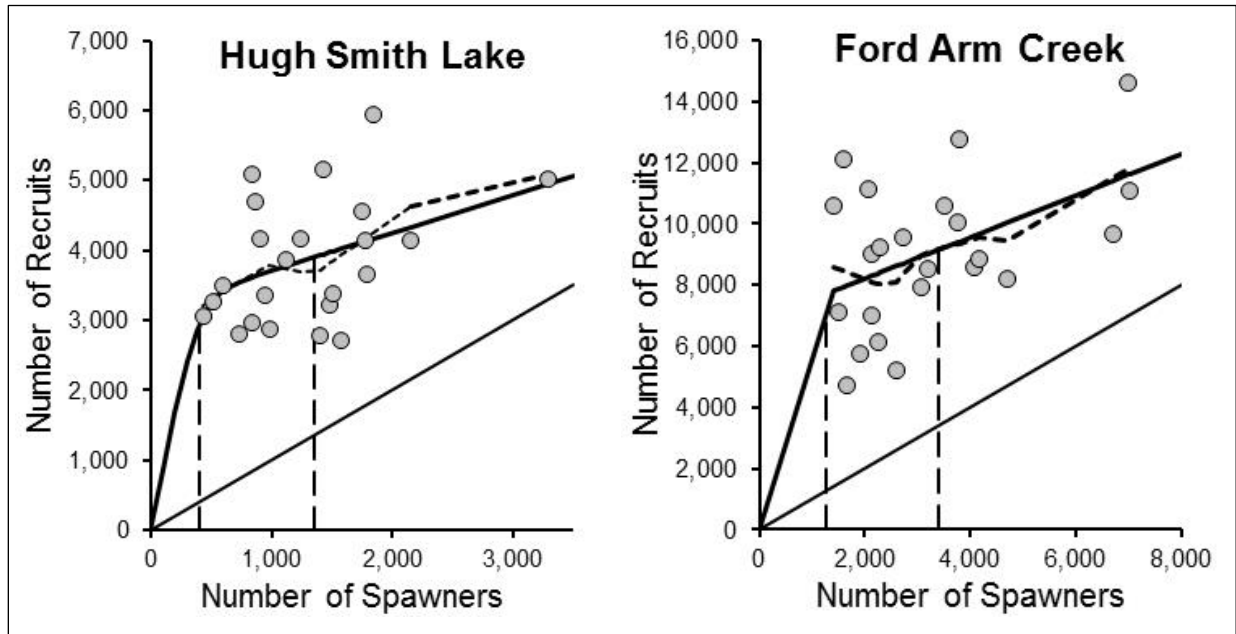 Hugh Smith Lake
7,000
6,000
5,000
4,000
3,000
2,000
1,000
0
Number of Recruits
0 1,000 2,000 3,000
Number of Spawners
Ford Arm Creek
16,000
14,000
12,000
10,000
8,000
6,000
4,000
2,000
0
Number of Recruits
0 2,000 4,000 6,000 8,000
Number of Spawners